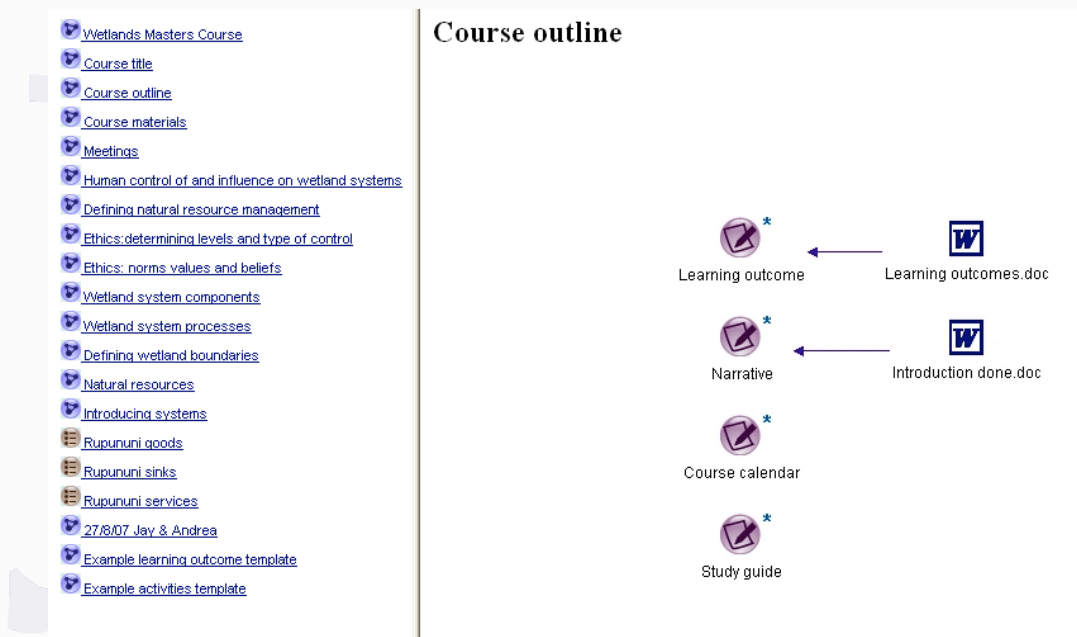 Wetlands Masters Course
Course title
Course outline
Course materials
Meetings
Human control of and influence on wetland systems
Defining natural resource management
Ethics:determining levels and type of control
Ethics: norms values and beliefs
Wetland system components
Wetland system processes
Defining wetland boundaries
Natural resources
Introducing systems
Rupununi goods
Rupununi sinks
Rupununi services
27/8/07 Jay & Andrea
Example learning outcome template
Example activities template
Course outline
*
W
Learning outcome
Learning outcomes.doc
*
W
Narrative
Introduction done.doc
*
Course calendar
*
Study guide